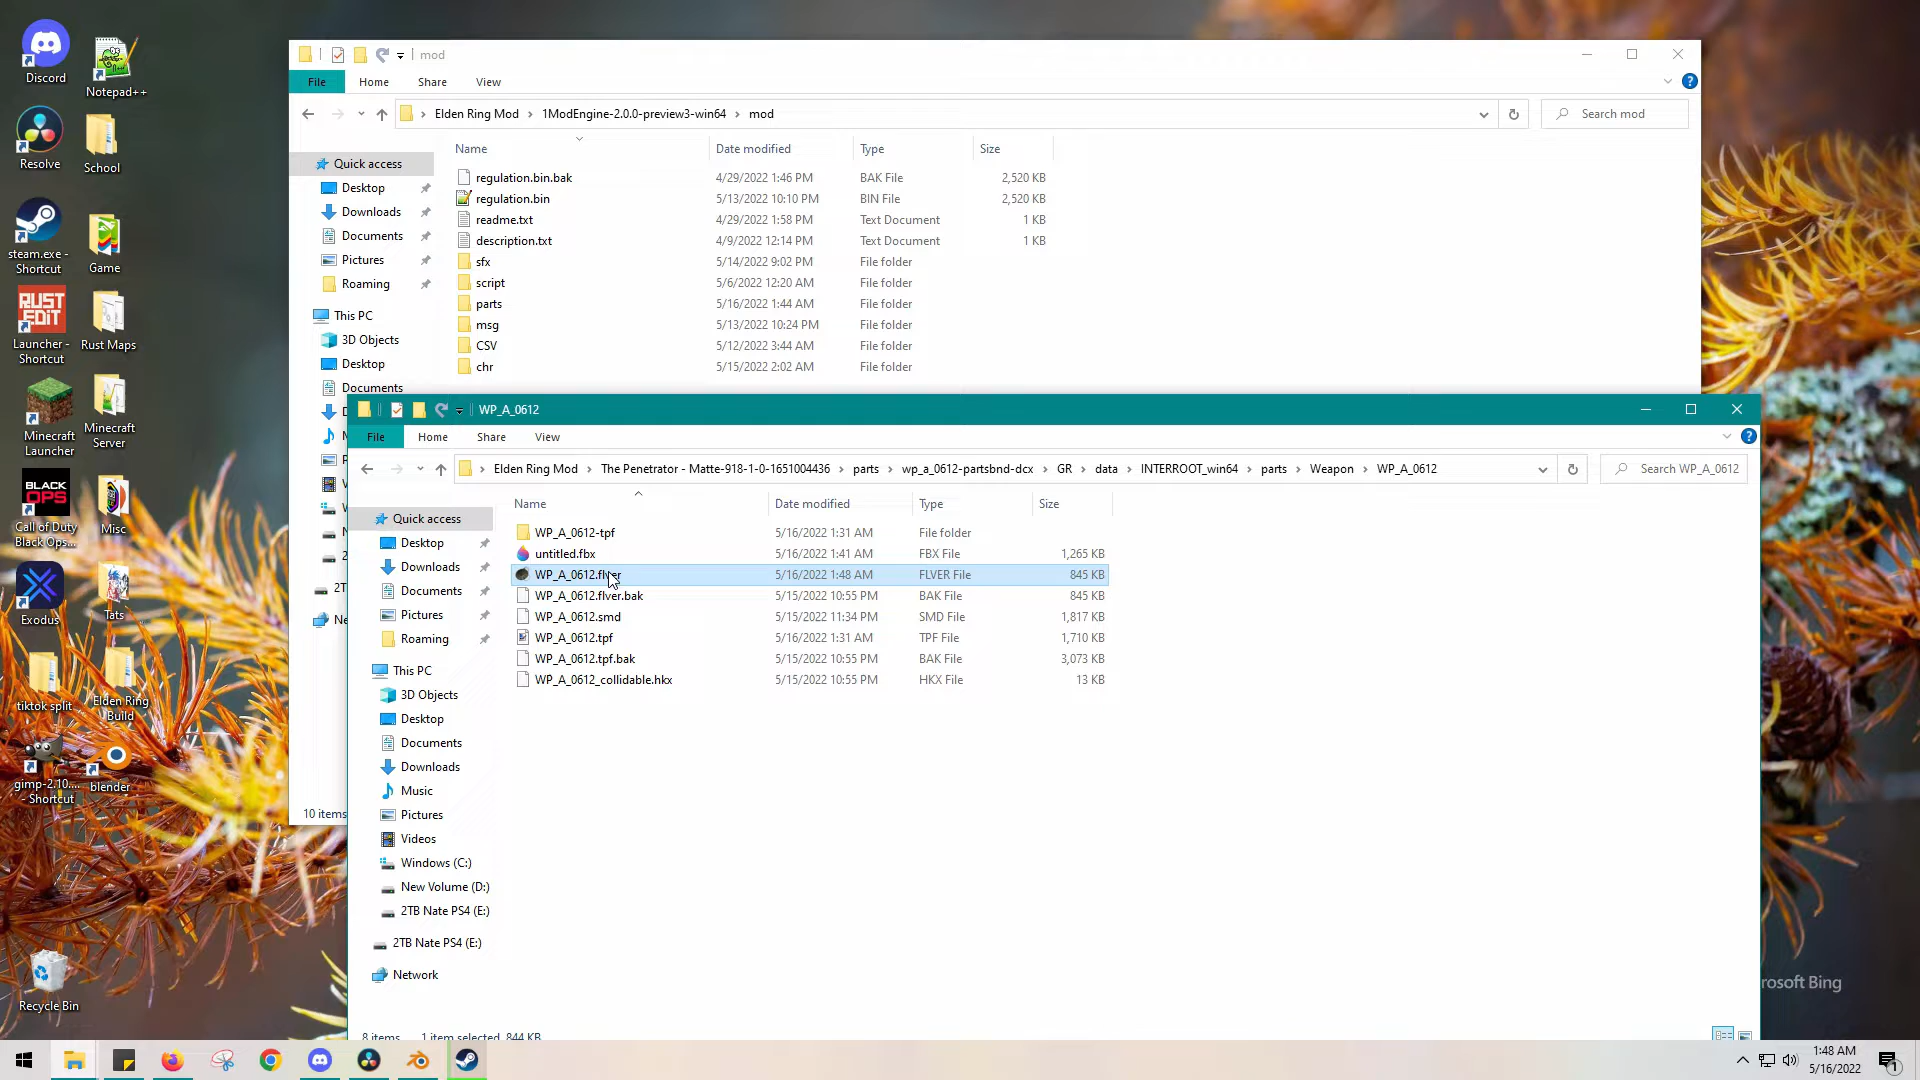 Discord
Notepad++
Resolve
School
steam.exe -
Shortcut
Game
RUST
EDIT
Launcher -
Shortcut
Rust Maps
Minecraft
Launcher
Minecraft
Server
BLACK
OPS
Call of Duty
Black Ops...
Misc
Exodus
Tats
tiktok split
Elden Ring
Build
gimp-2.10....
- Shortcut
blender
Recycle Bin
mod
File Home Share View
Elden Ring Mod > 1ModEngine-2.0.0-preview3-win64 > mod
Search mod
Name Date modified Type Size
regulation.bin.bak 4/29/2022 1:46 PM BAK File 2,520 KB
regulation.bin 5/13/2022 10:10 PM BIN File 2,520 KB
readme.txt 4/29/2022 1:58 PM Text Document 1 KB
description.txt 4/9/2022 12:14 PM Text Document 1 KB
sfx 5/14/2022 9:02 PM File folder
script 5/6/2022 12:20 AM File folder
parts 5/16/2022 1:44 AM File folder
msg 5/13/2022 10:24 PM File folder
CSV 5/12/2022 3:44 AM File folder
chr 5/15/2022 2:02 AM File folder
Quick access
Desktop
Downloads
Documents
Pictures
Roaming
This PC
3D Objects
Desktop
Documents
10 items
WP_A_0612
File Home Share View
Elden Ring Mod > The Penetrator - Matte-918-1-0-1651004436 > parts > wp_a_0612-partsbnd-dcx > GR > data > INTERROOT_win64 > parts > Weapon > WP_A_0612
Search WP_A_0612
Name Date modified Type Size
WP_A_0612-tpf 5/16/2022 1:31 AM File folder
untitled.fbx 5/16/2022 1:41 AM FBX File 1,265 KB
WP_A_0612.flver 5/16/2022 1:48 AM FLVER File 845 KB
WP_A_0612.flver.bak 5/15/2022 10:55 PM BAK File 845 KB
WP_A_0612.smd 5/15/2022 11:34 PM SMD File 1,817 KB
WP_A_0612.tpf 5/16/2022 1:31 AM TPF File 1,710 KB
WP_A_0612.tpf.bak 5/15/2022 10:55 PM BAK File 3,073 KB
WP_A_0612_collidable.hkx 5/15/2022 10:55 PM HKX File 13 KB
Quick access
Desktop
Downloads
Documents
Pictures
Roaming
This PC
3D Objects
Desktop
Documents
Downloads
Music
Pictures
Videos
Windows (C:)
New Volume (D:)
2TB Nate PS4 (E:)
2TB Nate PS4 (E:)
Network
8 items 1 item selected 844 KB
rosoft Bing
1:48 AM
5/16/2022
1